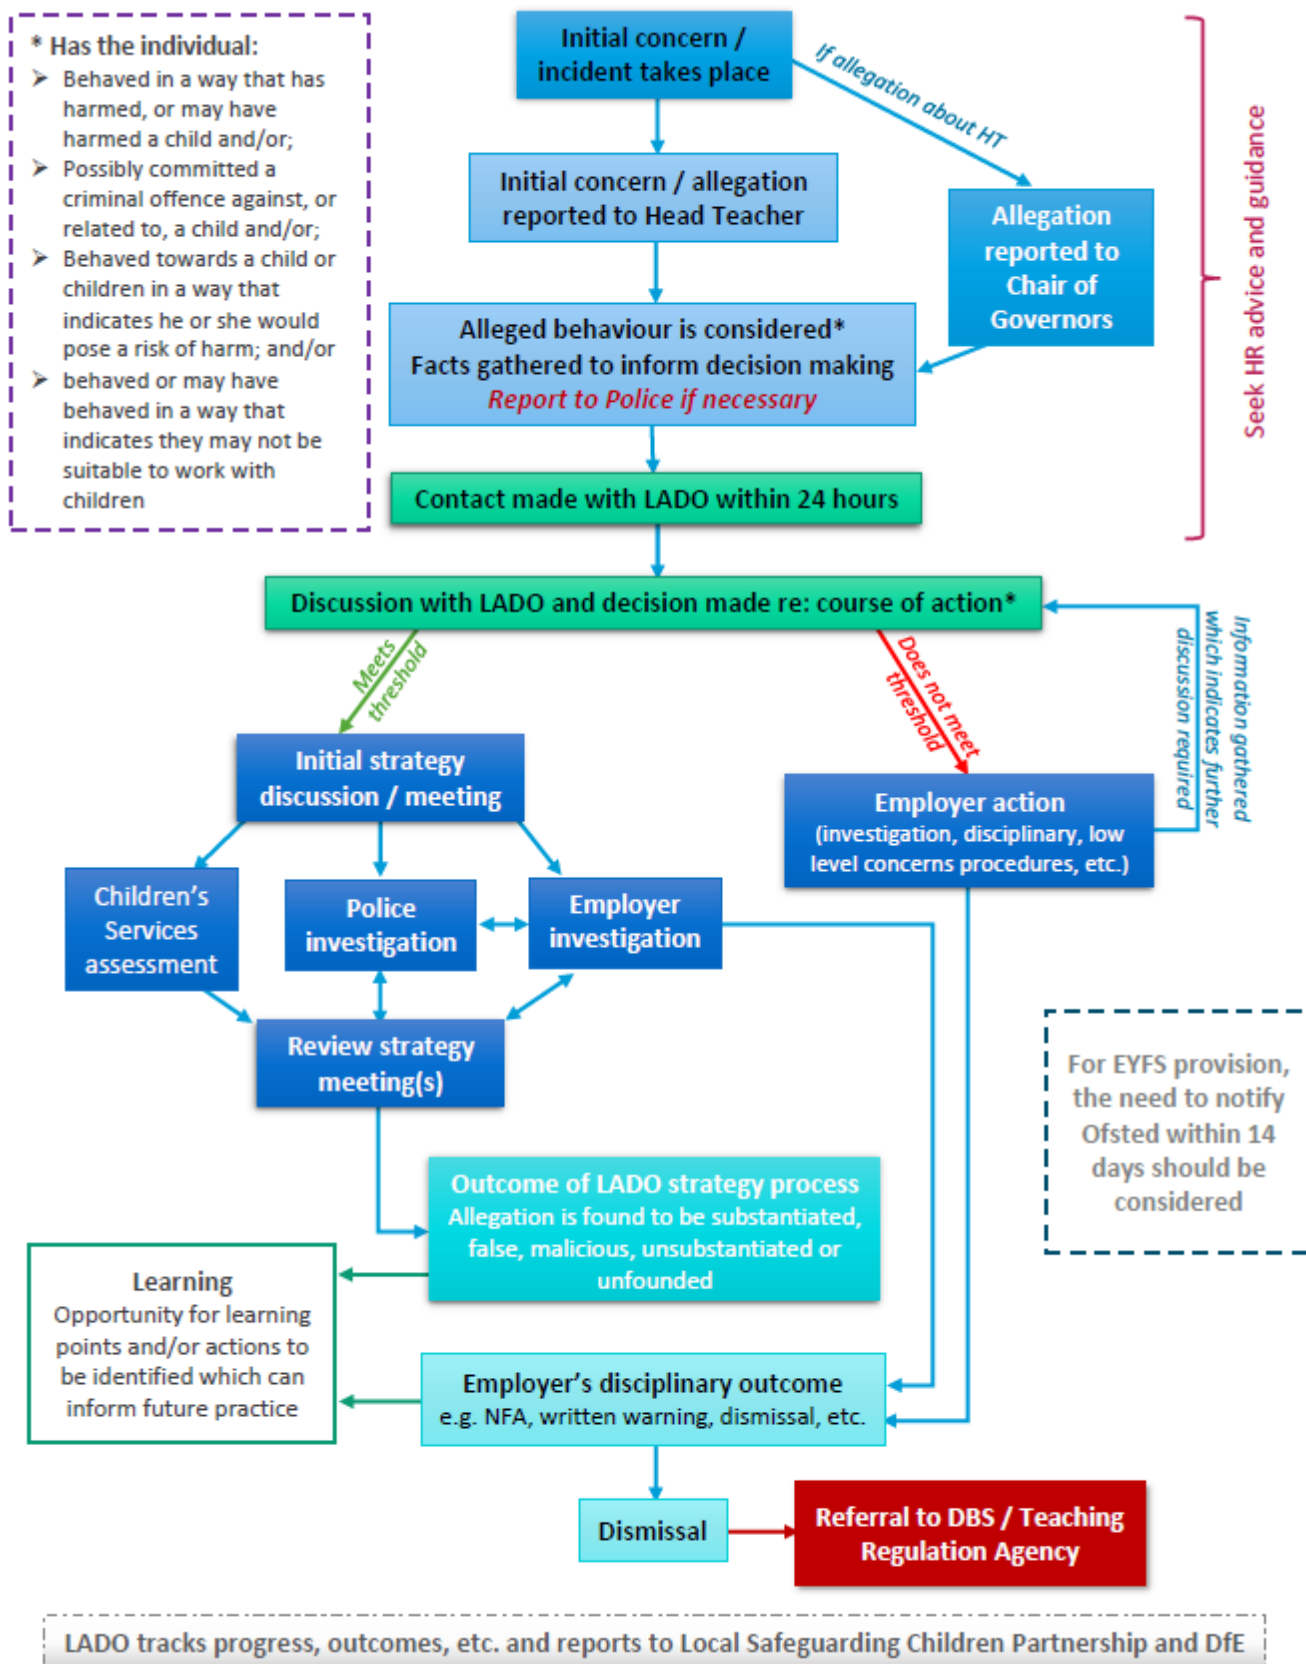 * Has the individual:
➢ Behaved in a way that has
harmed, or may have
harmed a child and/or;
➢ Possibly committed a
criminal offence against, or
related to, a child and/or;
➢ Behaved towards a child or
children in a way that
indicates he or she would
pose a risk of harm; and/or
➢ behaved or may have
behaved in a way that
indicates they may not be
suitable to work with
children
Initial concern /
incident takes place
If allegation about HT
Initial concern / allegation
reported to Head Teacher
Allegation
reported to
Chair of
Governors
Seek HR advice and guidance
Alleged behaviour is considered*
Facts gathered to inform decision making
Report to Police if necessary
Contact made with LADO within 24 hours
Discussion with LADO and decision made re: course of action*
Meets
threshold
Does not meet
threshold
Information gathered
which indicates further
discussion required
Initial strategy
discussion / meeting
Employer action
(investigation, disciplinary, low
level concerns procedures, etc.)
Children's
Services
assessment
Police
investigation
Employer
investigation
Review strategy
meeting(s)
For EYFS provision,
the need to notify
Ofsted within 14
days should be
considered
Outcome of LADO strategy process
Allegation is found to be substantiated,
false, malicious, unsubstantiated or
unfounded
Learning
Opportunity for learning
points and/or actions to
be identified which can
inform future practice
Employer's disciplinary outcome
e.g. NFA, written warning, dismissal, etc.
Dismissal
Referral to DBS / Teaching
Regulation Agency
LADO tracks progress, outcomes, etc. and reports to Local Safeguarding Children Partnership and DfE